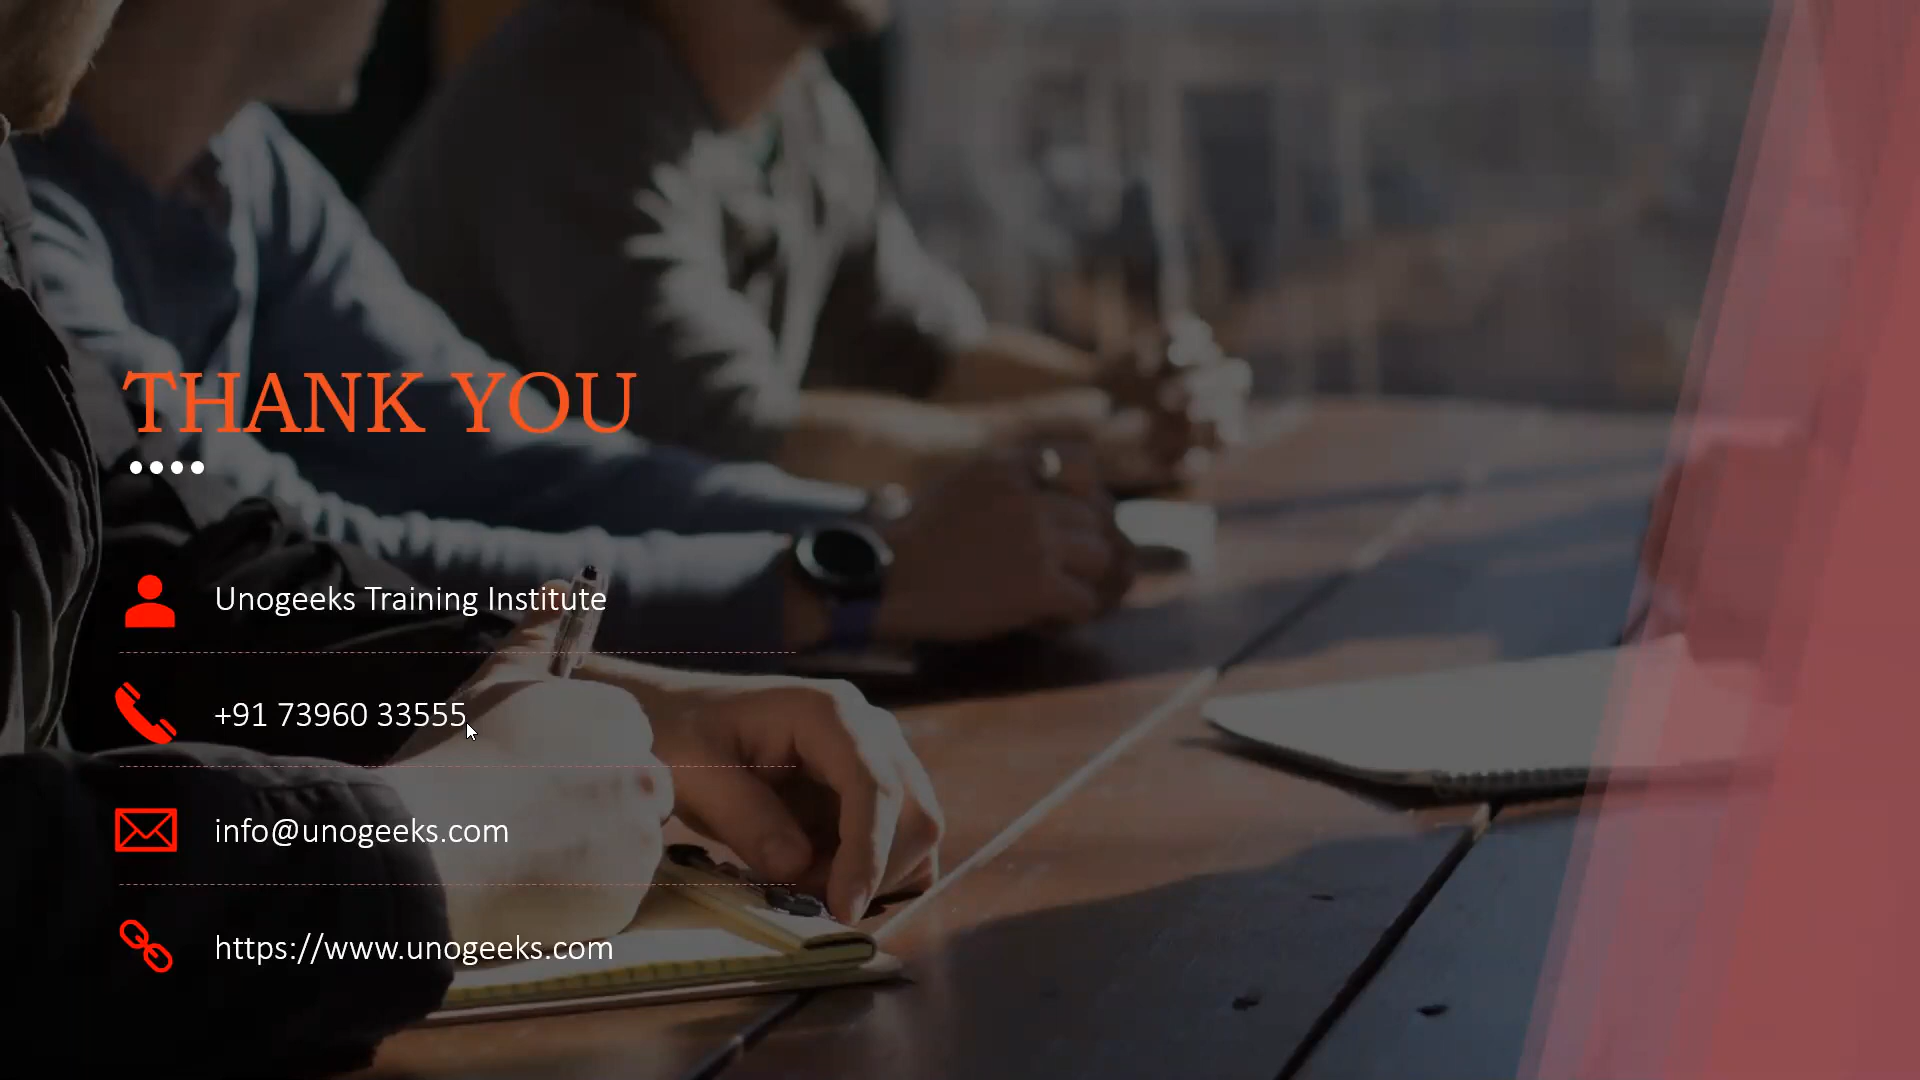 THANK YOU
Unogeeks Training Institute
+91 73960 33555
info@unogeeks.com
https://www.unogeeks.com